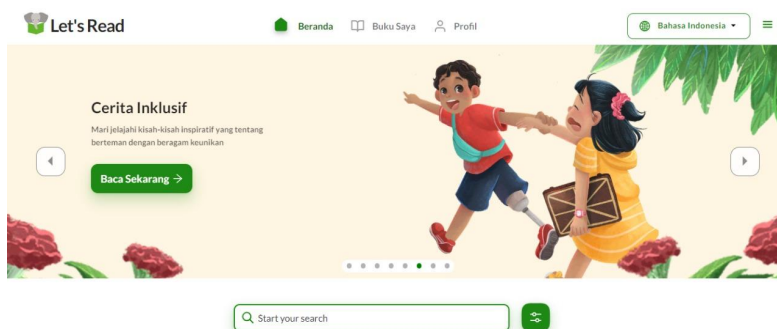 Let's Read
Beranda
Buku Saya
Profil
Bahasa Indonesia
Cerita Inklusif
Mari jelajahi kisah-kisah inspiratif yang tentang
berteman dengan beragam keunikan
Baca Sekarang →
Start your search